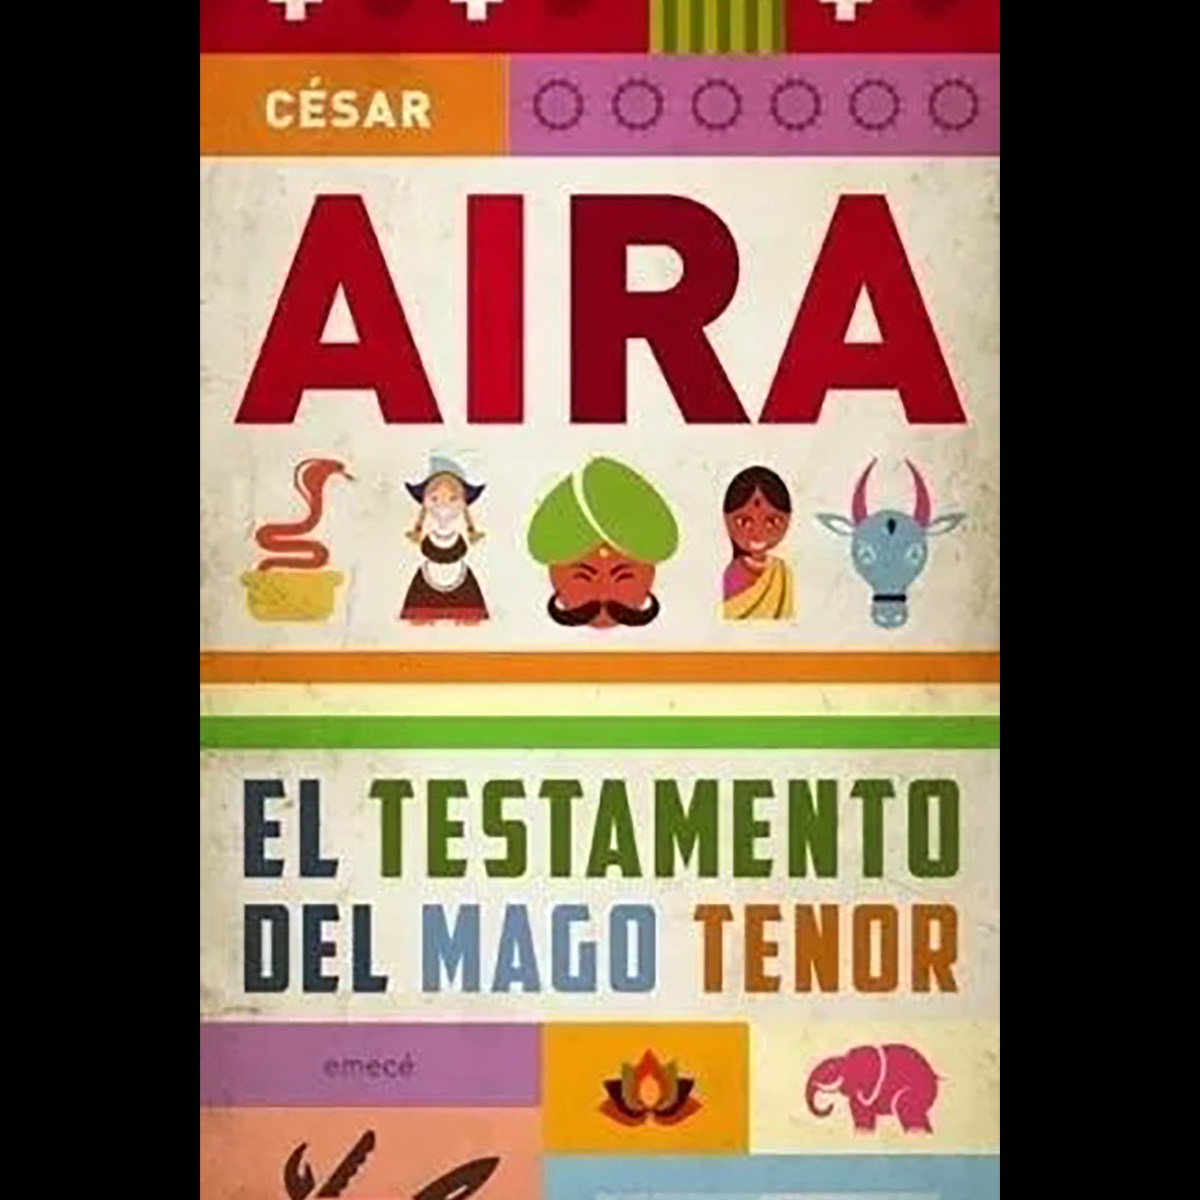 CÉSAR
AIRA
EL TESTAMENTO
DEL MAGO TENOR
emecé